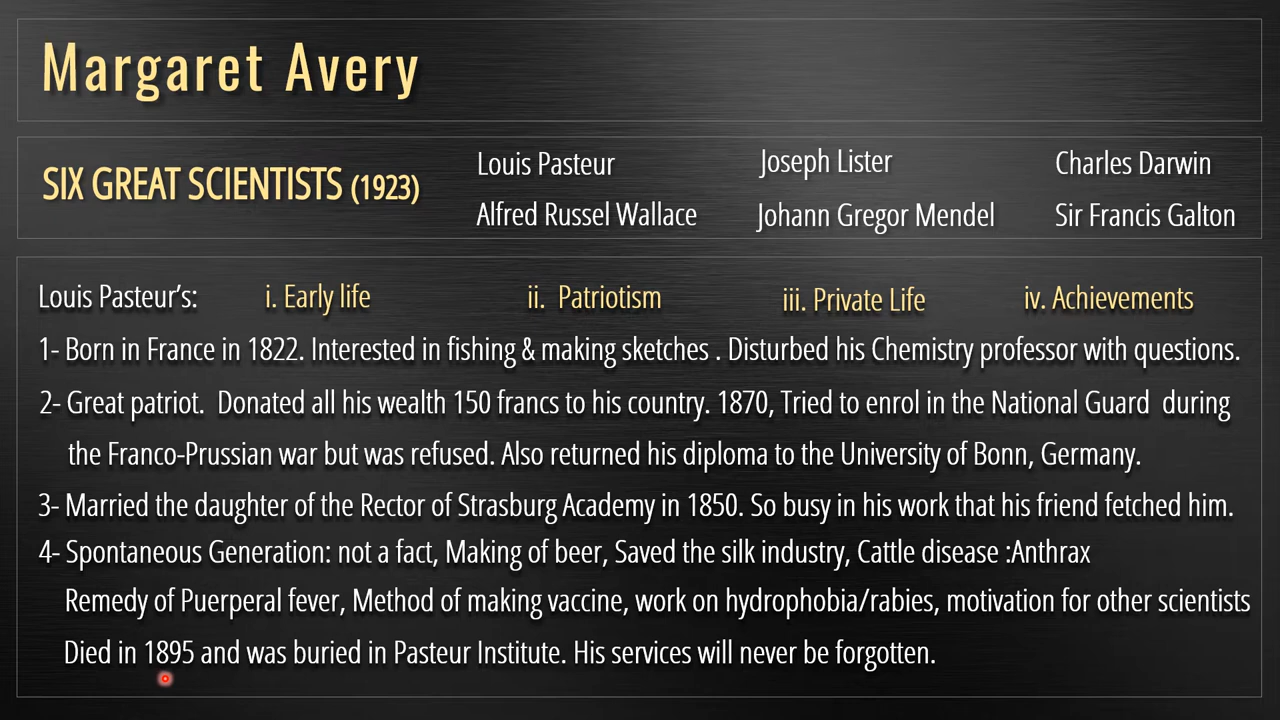 Margaret Avery
SIX GREAT SCIENTISTS (1923)
Louis Pasteur Joseph Lister Charles Darwin
Alfred Russel Wallace Johann Gregor Mendel Sir Francis Galton
Louis Pasteur's: i. Early life ii. Patriotism iii. Private Life iv. Achievements
1- Born in France in 1822. Interested in fishing & making sketches . Disturbed his Chemistry professor with questions.
2- Great patriot. Donated all his wealth 150 francs to his country. 1870, Tried to enrol in the National Guard during
the Franco-Prussian war but was refused. Also returned his diploma to the University of Bonn, Germany.
3- Married the daughter of the Rector of Strasburg Academy in 1850. So busy in his work that his friend fetched him.
4- Spontaneous Generation: not a fact, Making of beer, Saved the silk industry, Cattle disease :Anthrax
Remedy of Puerperal fever, Method of making vaccine, work on hydrophobia/rabies, motivation for other scientists
Died in 1895 and was buried in Pasteur Institute. His services will never be forgotten.